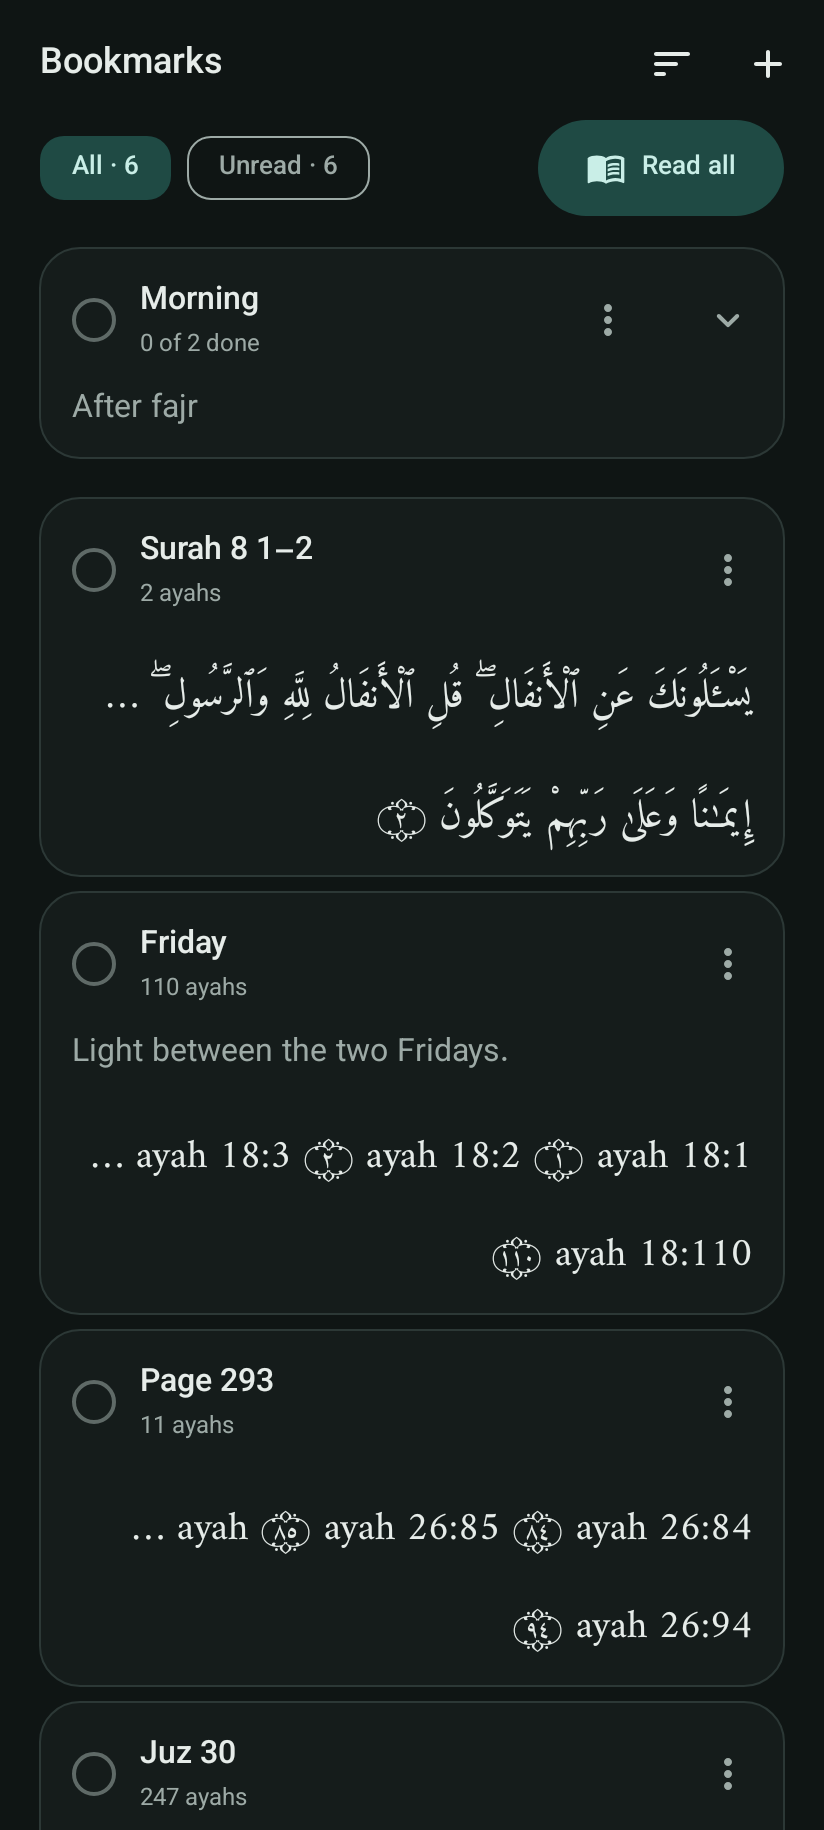 Bookmarks
All · 6
Unread · 6
Read all
Morning
0 of 2 done
After fajr
Surah 8 1–2
2 ayahs
يَسْـَٔلُونَكَ عَنِ ٱلْأَنفَالِ ۖ قُلِ ٱلْأَنفَالُ لِلَّهِ وَٱلرَّسُولِ ۖ ...
إِيمَـٰنًا وَعَلَىٰ رَبِّهِمْ يَتَوَكَّلُونَ ٢
Friday
110 ayahs
Light between the two Fridays.
ayah 18:1 ١ ayah 18:2 ٢ ayah 18:3 ...
ayah 18:110 ١١٠
Page 293
11 ayahs
ayah 26:84 ٨٤ ayah 26:85 ٨٥ ayah ...
ayah 26:94 ٩٤
Juz 30
247 ayahs